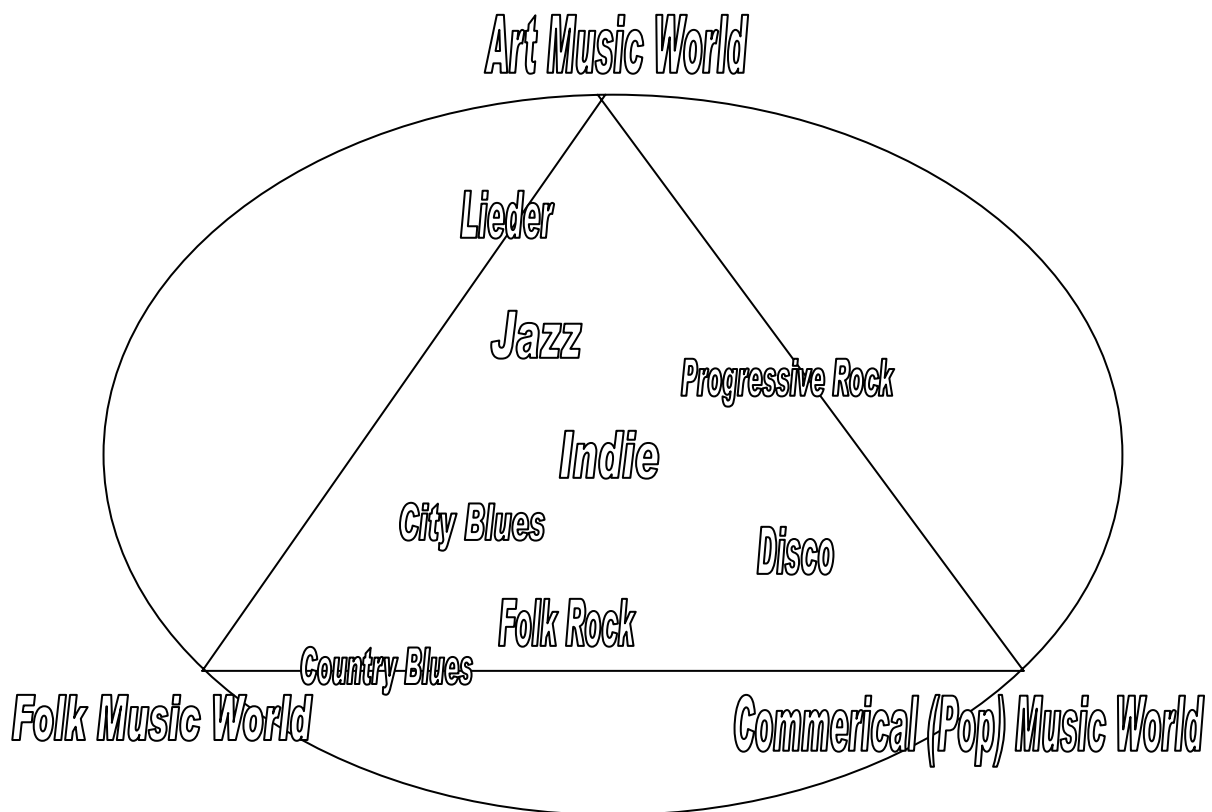 Art Music World
Lieder
Jazz
Progressive Rock
Indie
City Blues
Disco
Folk Rock
Country Blues
Folk Music World
Commerical (Pop) Music World